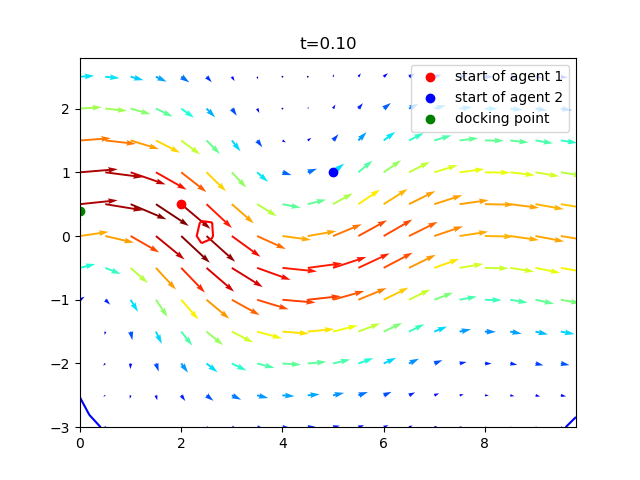 t=0.10
start of agent 1
start of agent 2
docking point
2
1
0
−1
−2
−3
0 2 4 6 8